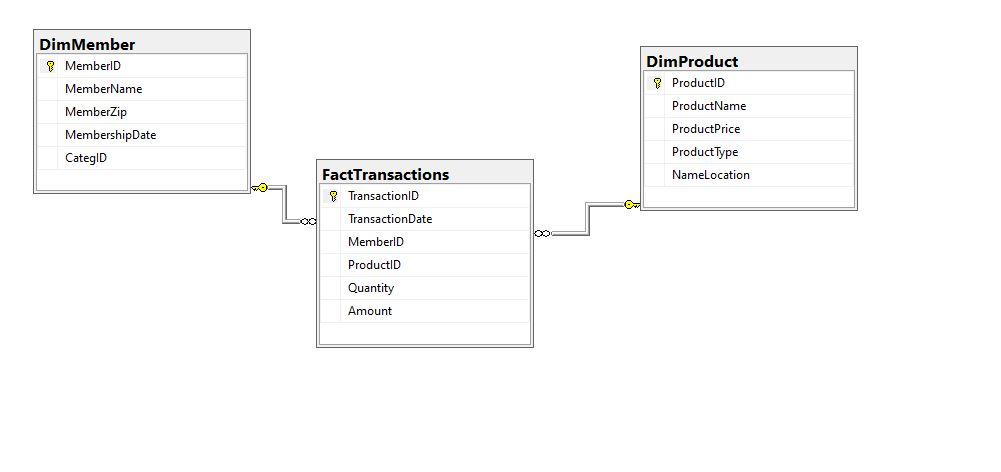 DimMember
MemberID
MemberName
MemberZip
MembershipDate
CategID
FactTransactions
TransactionID
TransactionDate
MemberID
ProductID
Quantity
Amount
DimProduct
ProductID
ProductName
ProductPrice
ProductType
NameLocation